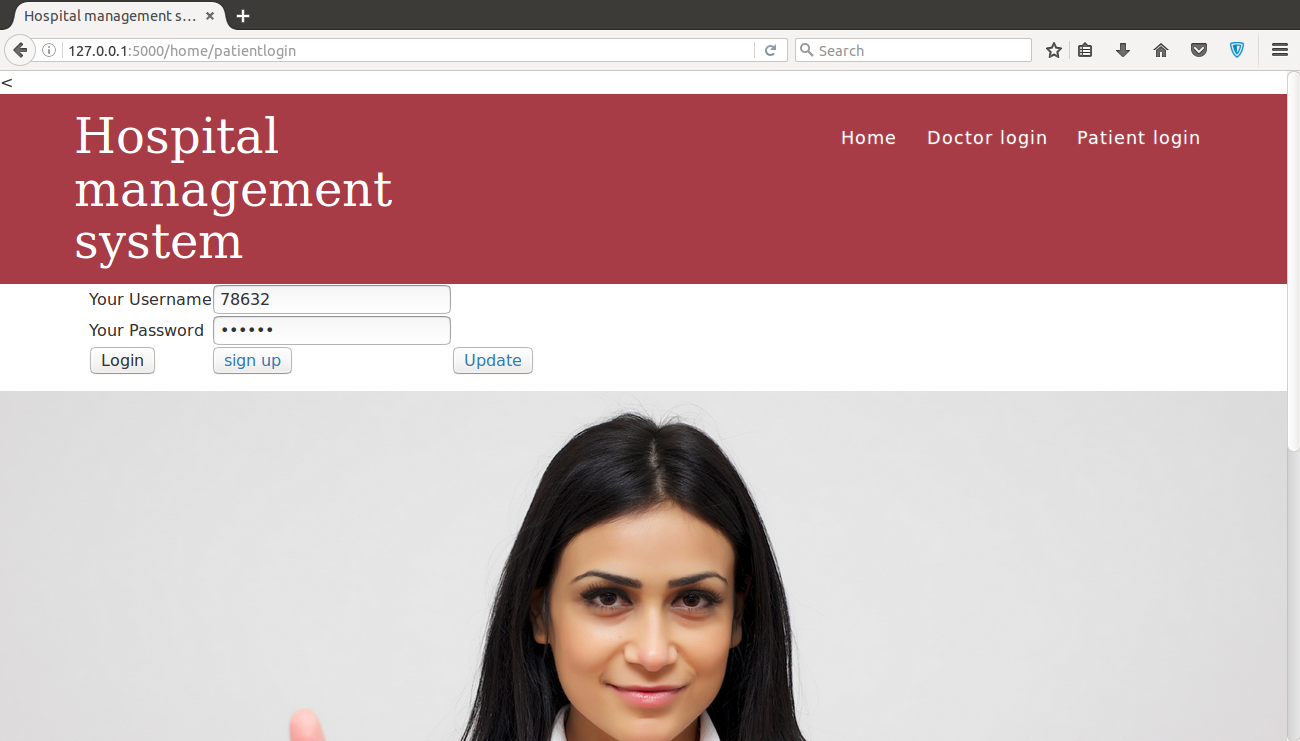 Hospital management s...
127.0.0.1:5000/home/patientlogin
Search
<
Hospital
management
system
Home Doctor login Patient login
Your Username 78632
Your Password ••••••
Login sign up Update